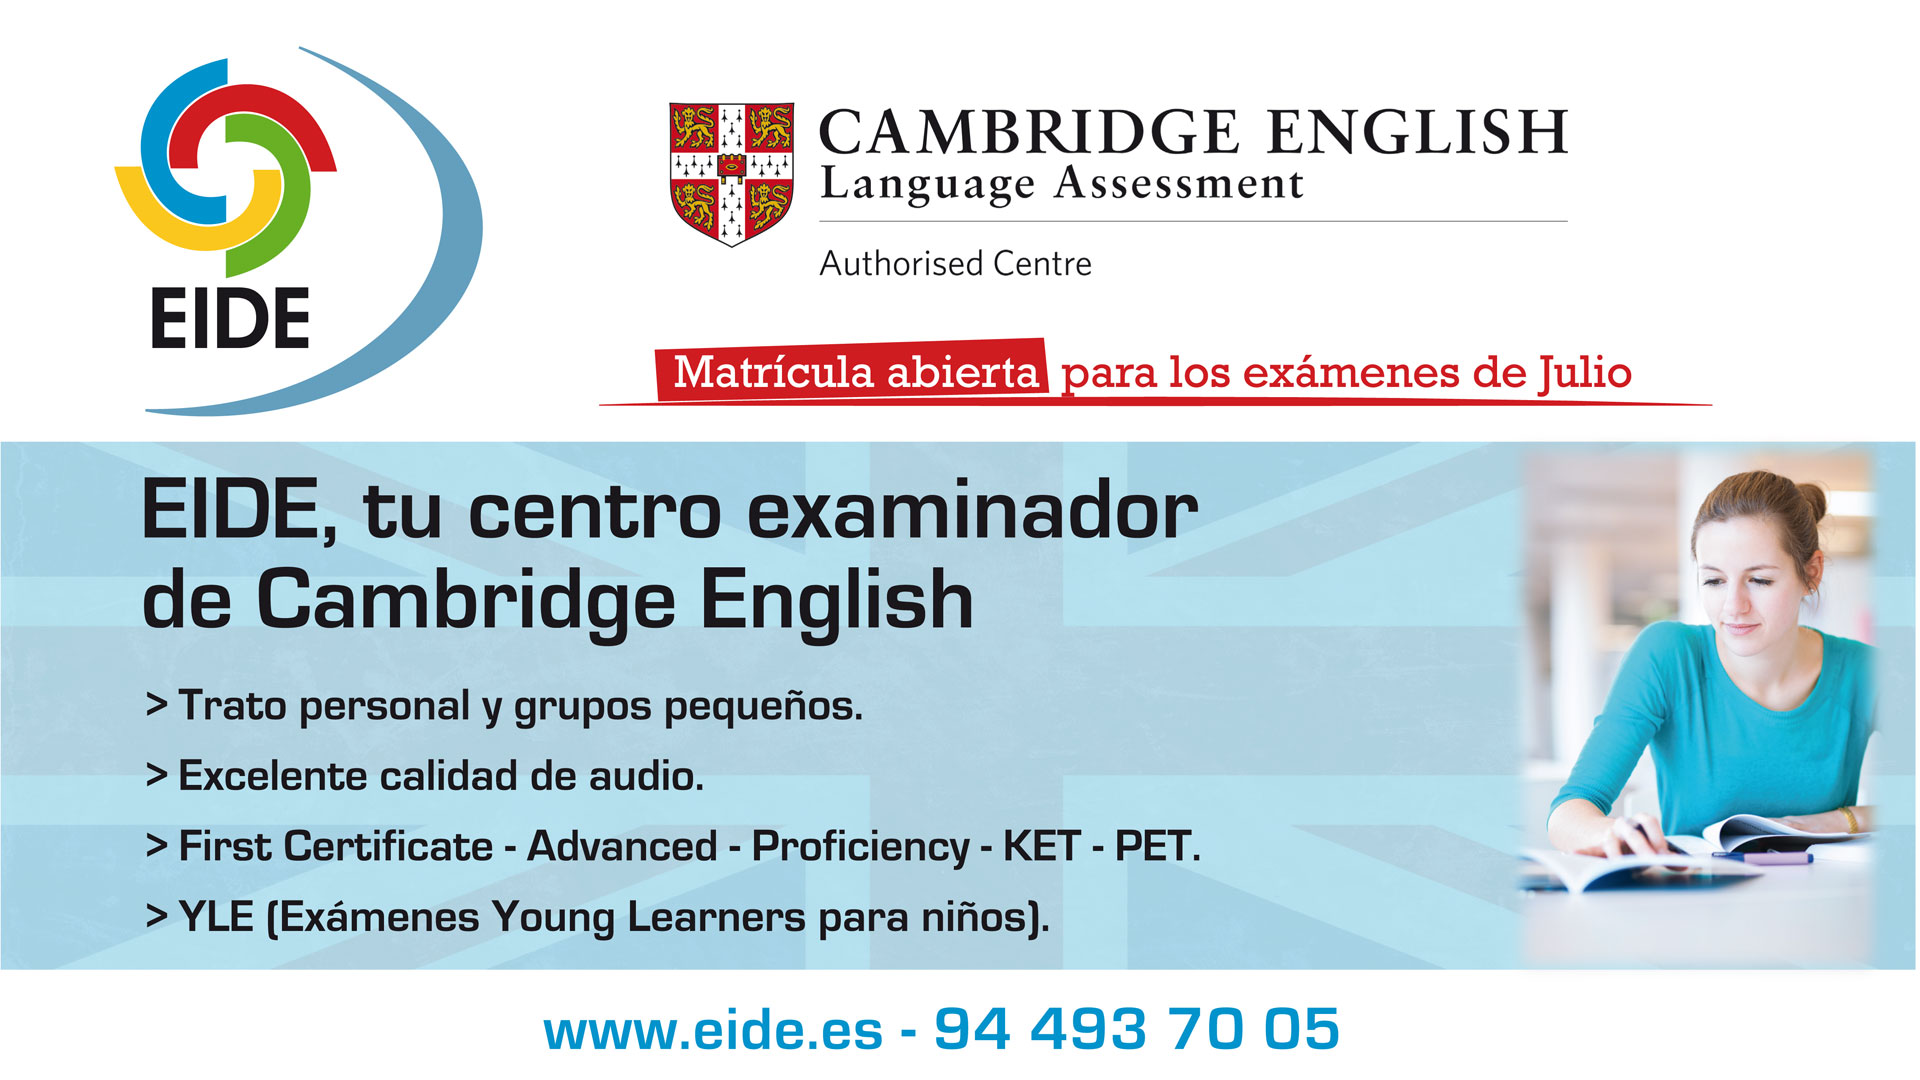 EIDE
CAMBRIDGE ENGLISH
Language Assessment
Authorised Centre
Matrícula abierta para los exámenes de Julio
EIDE, tu centro examinador
de Cambridge English
> Trato personal y grupos pequeños.
> Excelente calidad de audio.
> First Certificate - Advanced - Proficiency - KET - PET.
> YLE (Exámenes Young Learners para niños).
www.eide.es - 94 493 70 05